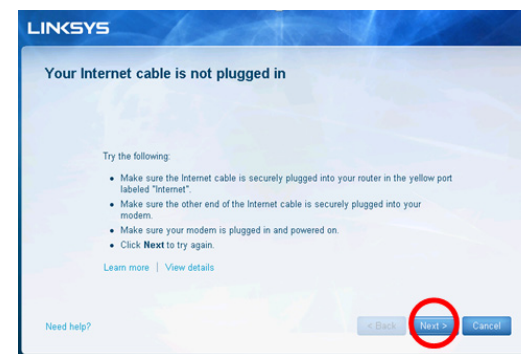 LINKSYS
Your Internet cable is not plugged in
Try the following:
• Make sure the Internet cable is securely plugged into your router in the yellow port
labeled "Internet".
• Make sure the other end of the Internet cable is securely plugged into your
modem.
• Make sure your modem is plugged in and powered on.
• Click Next to try again.
Learn more | View details
Need help? < Back Next > Cancel